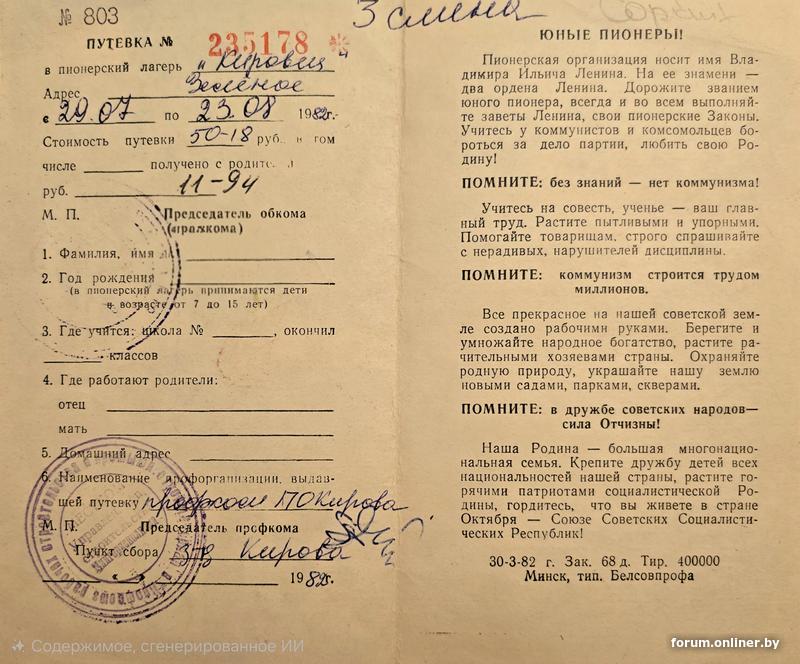 № 803
3 смена
ПУТЕВКА № 235178
в пионерский лагерь „Кировец"
Адрес Зеленое
с 29.07 по 23.08 1982г.
Стоимость путевки 50-18 руб. в том
числе получено с родите л
руб. 11-94
М. П. Председатель обкома
(промкома)
1. Фамилия, имя
2. Год рождения
(в пионерский лагерь принимаются дети
в возрасте от 7 до 15 лет)
3. Где учится: школа № , окончил
классов
4. Где работают родители:
отец
мать
5. Домашний адрес
6. Наименование профорганизации, выдав-
шей путевку профком ПО Кирова
М. П. Председатель профкома
Пункт сбора з-д Кирова
1982г.
ЮНЫЕ ПИОНЕРЫ!
Пионерская организация носит имя Вла-
димира Ильича Ленина. На ее знамени —
два ордена Ленина. Дорожите званием
юного пионера, всегда и во всем выполняй-
те заветы Ленина, свои пионерские Законы.
Учитесь у коммунистов и комсомольцев бо-
роться за дело партии, любить свою Ро-
дину!
ПОМНИТЕ: без знаний — нет коммунизма!
Учитесь на совесть, ученье — ваш глав-
ный труд. Растите пытливыми и упорными.
Помогайте товарищам, строго спрашивайте
с нерадивых, нарушителей дисциплины.
ПОМНИТЕ: коммунизм строится трудом
миллионов.
Все прекрасное на нашей советской зем-
ле создано рабочими руками. Берегите и
умножайте народное богатство, растите ра-
чительными хозяевами страны. Охраняйте
родную природу, украшайте нашу землю
новыми садами, парками, скверами.
ПОМНИТЕ: в дружбе советских народов—
сила Отчизны!
Наша Родина — большая многонацио-
нальная семья. Крепите дружбу детей всех
национальностей нашей страны, растите го-
рячими патриотами социалистической Ро-
дины, гордитесь, что вы живете в стране
Октября — Союзе Советских Социалисти-
ческих Республик!
30-3-82 г. Зак. 68 д. Тир. 400000
Минск, тип. Белсовпрофа
Содержимое, сгенерированное ИИ
forum.onliner.by